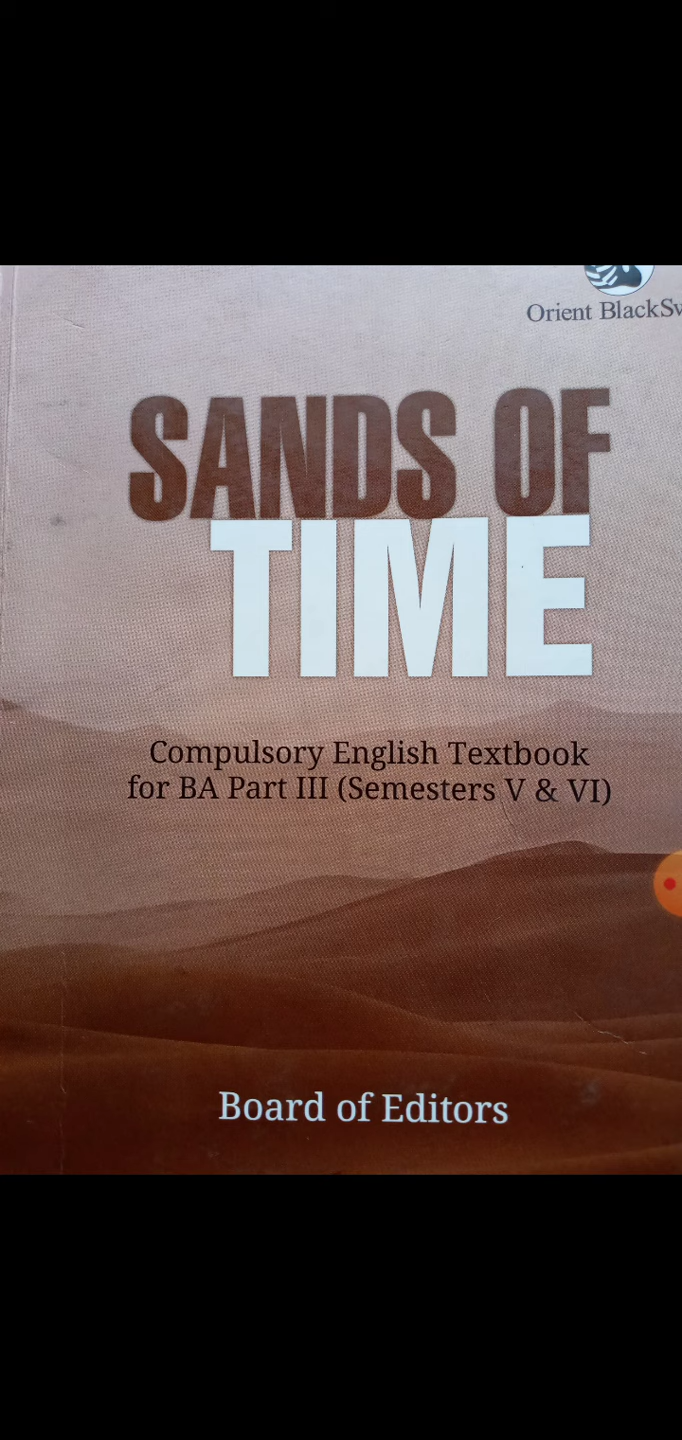 Orient BlackSw
SANDS OF
TIME
Compulsory English Textbook
for BA Part III (Semesters V & VI)
Board of Editors